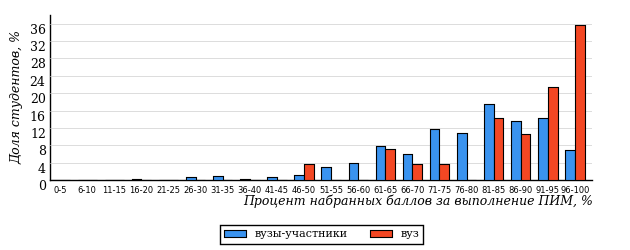 Доля студентов, %
36
32
28
24
20
16
12
8
4
0
0-5 6-10 11-15 16-20 21-25 26-30 31-35 36-40 41-45 46-50 51-55 56-60 61-65 66-70 71-75 76-80 81-85 86-90 91-95 96-100
Процент набранных баллов за выполнение ПИМ, %
вузы-участники вуз